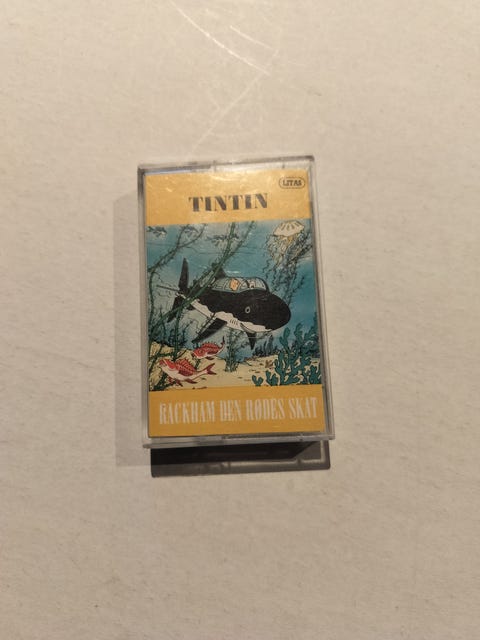 LITAS
TINTIN
RACKHAM DEN RØDES SKAT